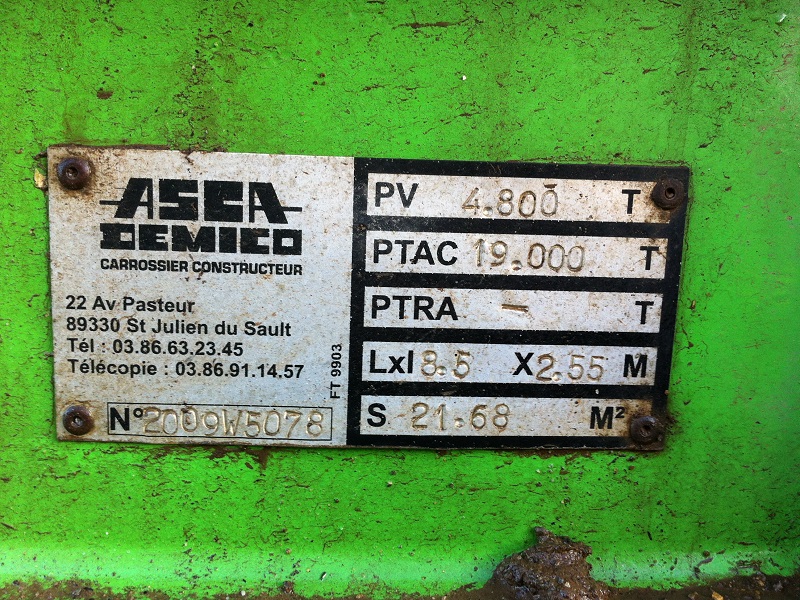 ASCA
CEMICO
CARROSSIER CONSTRUCTEUR
22 Av Pasteur
89330 St Julien du Sault
Tél : 03.86.63.23.45
Télécopie : 03.86.91.14.57
N° 2009W5078
FT 9903
PV 4.800 T
PTAC 19.000 T
PTRA - T
Lxl 8.5 X 2.55 M
S 21.68 M²